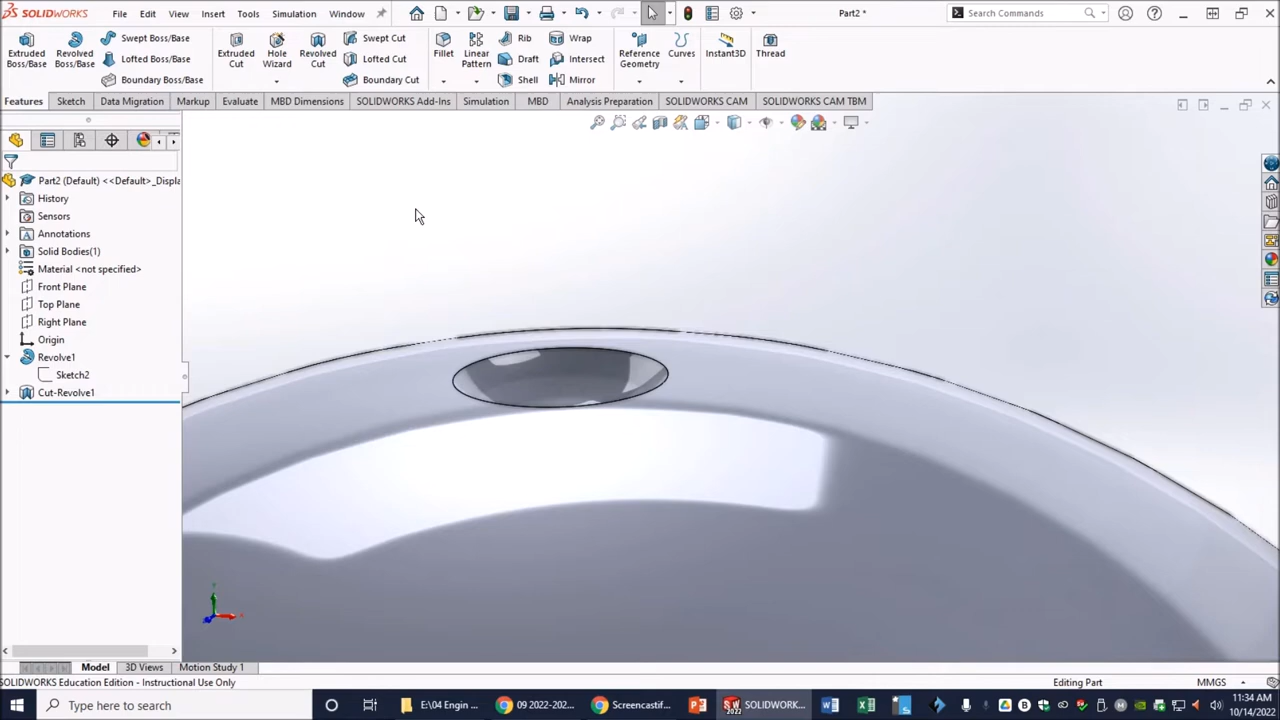 SOLIDWORKS File Edit View Insert Tools Simulation Window Part2 * Search Commands
Extruded Boss/Base Revolved Boss/Base Swept Boss/Base Lofted Boss/Base Boundary Boss/Base Extruded Cut Hole Wizard Revolved Cut Swept Cut Lofted Cut Boundary Cut Fillet Linear Pattern Rib Draft Shell Wrap Intersect Mirror Reference Geometry Curves Instant3D Thread
Features Sketch Data Migration Markup Evaluate MBD Dimensions SOLIDWORKS Add-Ins Simulation MBD Analysis Preparation SOLIDWORKS CAM SOLIDWORKS CAM TBM
Part2 (Default) <<Default>_Displa
History
Sensors
Annotations
Solid Bodies(1)
Material <not specified>
Front Plane
Top Plane
Right Plane
Origin
Revolve1
Sketch2
Cut-Revolve1
Model 3D Views Motion Study 1
SOLIDWORKS Education Edition - Instructional Use Only Editing Part MMGS
Type here to search E:\04 Engin ... 09 2022-202... Screencastif... SOLIDWORK... 11:34 AM
10/14/2022